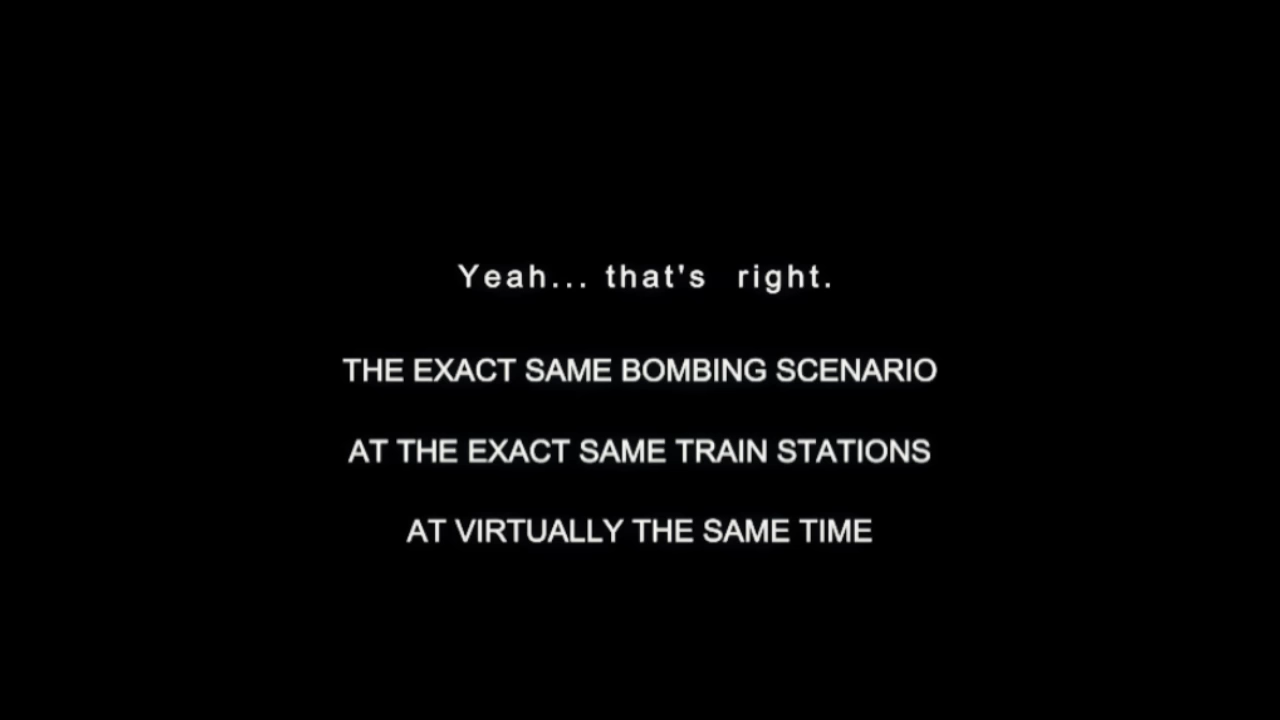 Yeah... that's right.
THE EXACT SAME BOMBING SCENARIO
AT THE EXACT SAME TRAIN STATIONS
AT VIRTUALLY THE SAME TIME